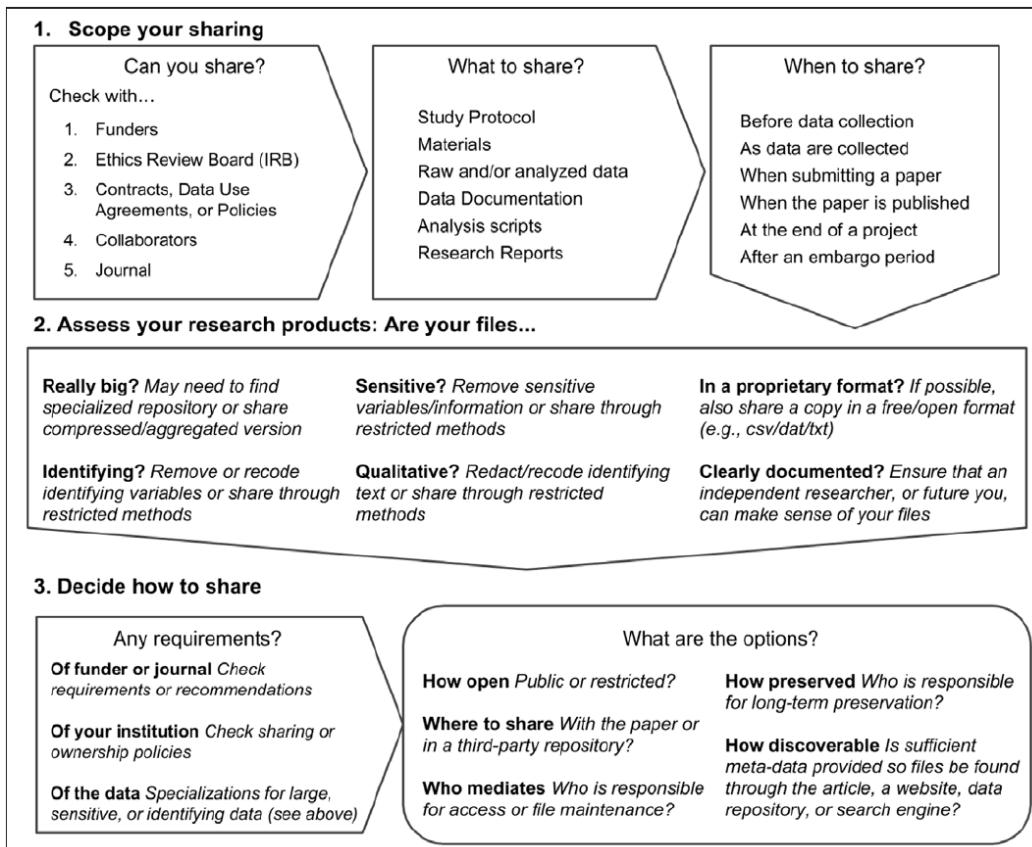 1. Scope your sharing
Can you share?
Check with...
1. Funders
2. Ethics Review Board (IRB)
3. Contracts, Data Use
Agreements, or Policies
4. Collaborators
5. Journal
What to share?
Study Protocol
Materials
Raw and/or analyzed data
Data Documentation
Analysis scripts
Research Reports
When to share?
Before data collection
As data are collected
When submitting a paper
When the paper is published
At the end of a project
After an embargo period
2. Assess your research products: Are your files...
Really big? May need to find
specialized repository or share
compressed/aggregated version
Identifying? Remove or recode
identifying variables or share through
restricted methods
Sensitive? Remove sensitive
variables/information or share through
restricted methods
Qualitative? Redact/recode identifying
text or share through restricted
methods
In a proprietary format? If possible,
also share a copy in a free/open format
(e.g., csv/dat/txt)
Clearly documented? Ensure that an
independent researcher, or future you,
can make sense of your files
3. Decide how to share
Any requirements?
Of funder or journal Check
requirements or recommendations
Of your institution Check sharing or
ownership policies
Of the data Specializations for large,
sensitive, or identifying data (see above)
What are the options?
How open Public or restricted?
Where to share With the paper or
in a third-party repository?
Who mediates Who is responsible
for access or file maintenance?
How preserved Who is responsible
for long-term preservation?
How discoverable Is sufficient
meta-data provided so files be found
through the article, a website, data
repository, or search engine?